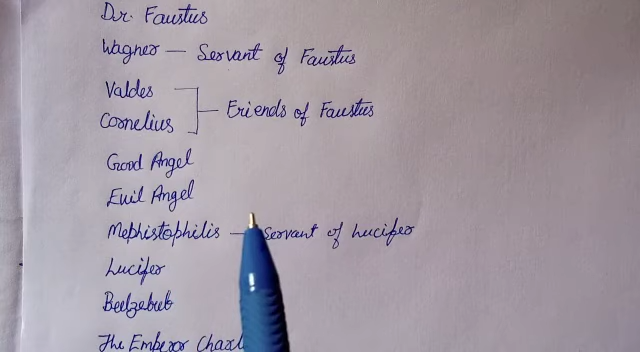 Dr. Faustus
Wagner — Servant of Faustus
Valdes
Cornelius
Friends of Faustus
Good Angel
Evil Angel
Mephistophilis — Servant of Lucifer
Lucifer
Beelzebub
The Emperor